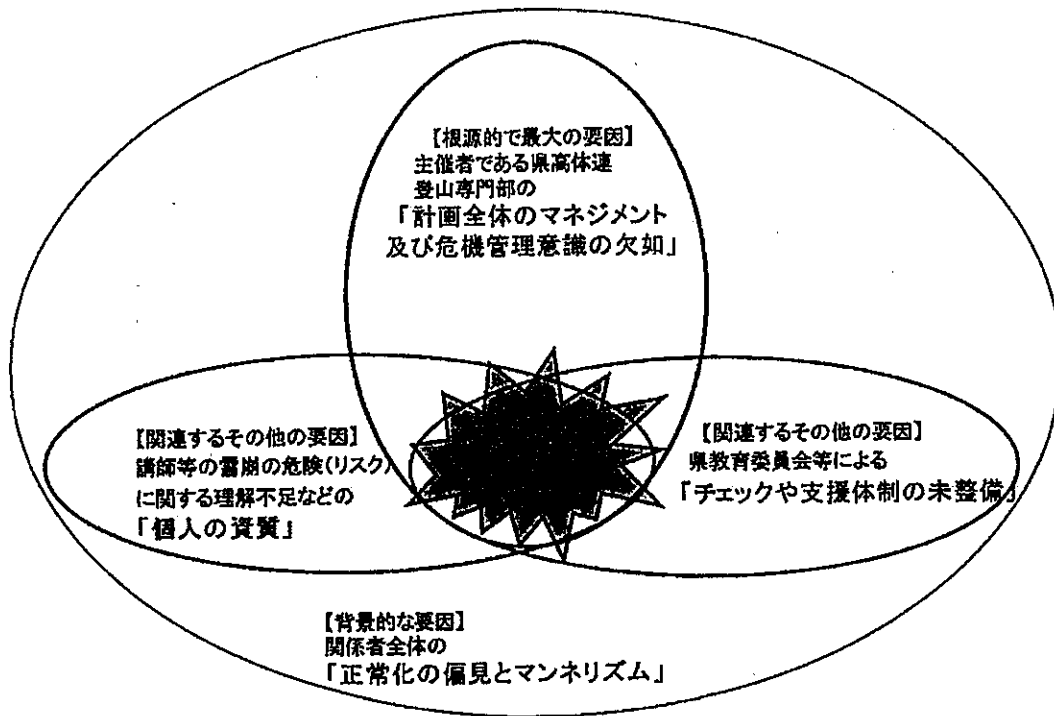 【根源的で最大の要因】
主催者である県高体連
登山専門部の
「計画全体のマネジメント
及び危機管理意識の欠如」
【関連するその他の要因】
講師等の雪崩の危険(リスク)
に関する理解不足などの
「個人の資質」
【関連するその他の要因】
県教育委員会等による
「チェックや支援体制の未整備」
【背景的な要因】
関係者全体の
「正常化の偏見とマンネリズム」